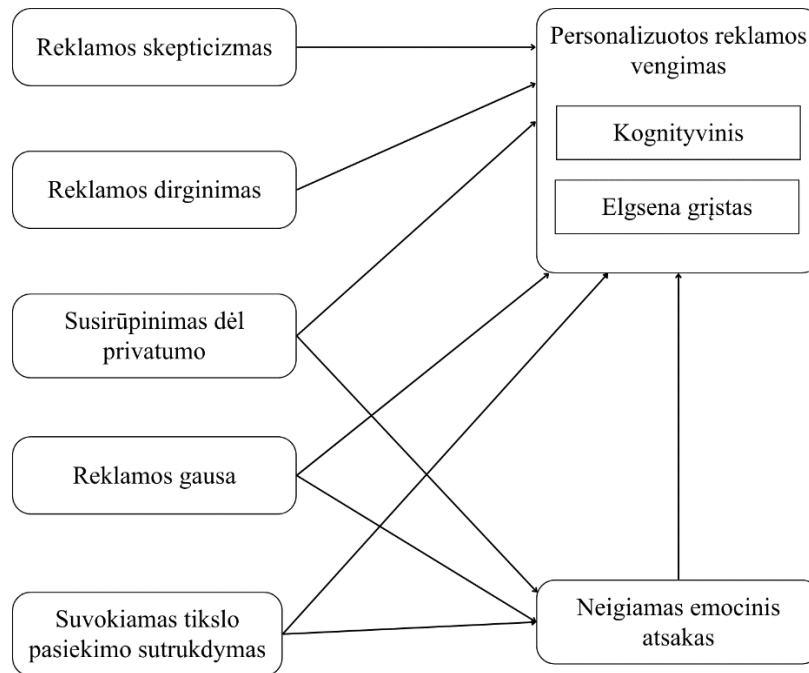 Reklamos skepticizmas
Personalizuotos reklamos
vengimas
Kognityvinis
Reklamos dirginimas
Elgsena grįstas
Susirūpinimas dėl
privatumo
Reklamos gausa
Suvokiamas tikslo
pasiekimo sutrukdymas
Neigiamas emocinis
atsakas